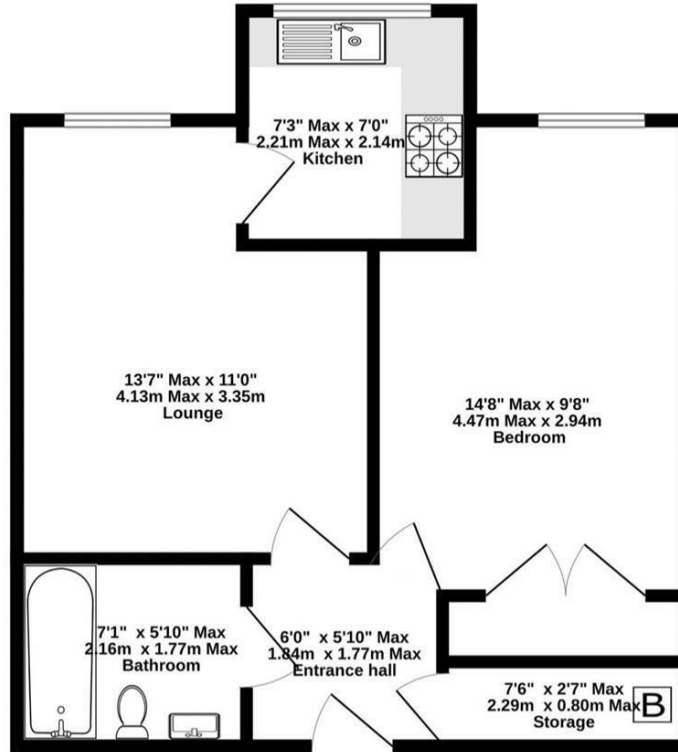 7'3" Max x 7'0"
2.21m Max x 2.14m
Kitchen
13'7" Max x 11'0"
4.13m Max x 3.35m
Lounge
14'8" Max x 9'8"
4.47m Max x 2.94m
Bedroom
7'1" x 5'10" Max
2.16m x 1.77m Max
Bathroom
6'0" x 5'10" Max
1.84m x 1.77m Max
Entrance hall
7'6" x 2'7" Max
2.29m x 0.80m Max
Storage
B